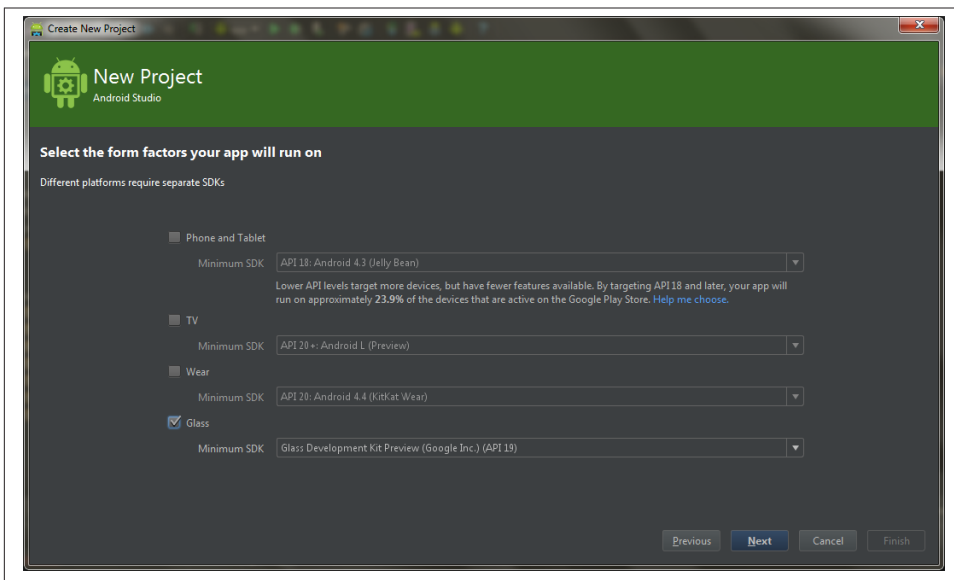 Create New Project
New Project
Android Studio
Select the form factors your app will run on
Different platforms require separate SDKs
Phone and Tablet
Minimum SDK API 18: Android 4.3 (Jelly Bean)
Lower API levels target more devices, but have fewer features available. By targeting API 18 and later, your app will
run on approximately 23.9% of the devices that are active on the Google Play Store. Help me choose.
TV
Minimum SDK API 20+: Android L (Preview)
Wear
Minimum SDK API 20: Android 4.4 (KitKat Wear)
Glass
Minimum SDK Glass Development Kit Preview (Google Inc.) (API 19)
Previous Next Cancel Finish